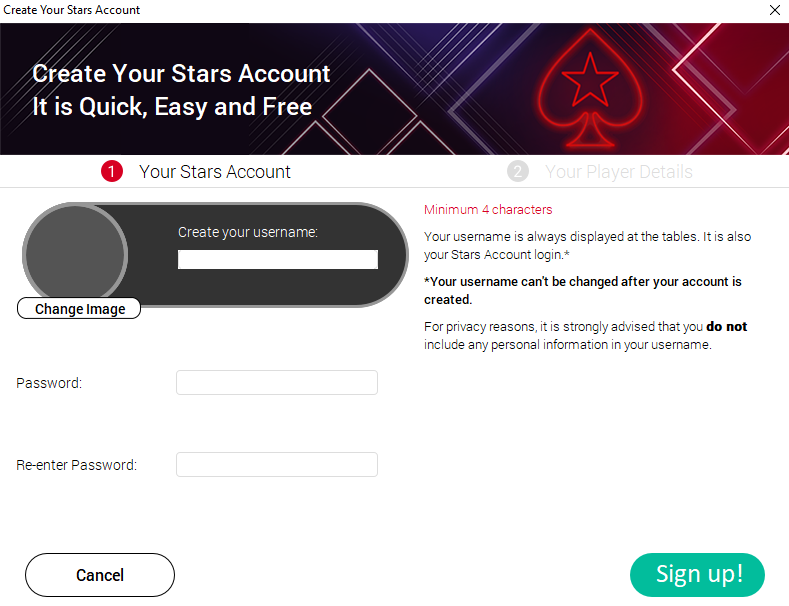 Create Your Stars Account
Create Your Stars Account
It is Quick, Easy and Free
1 Your Stars Account
2 Your Player Details
Create your username:
Change Image
Minimum 4 characters
Your username is always displayed at the tables. It is also
your Stars Account login.*
*Your username can't be changed after your account is
created.
For privacy reasons, it is strongly advised that you do not
include any personal information in your username.
Password:
Re-enter Password:
Cancel
Sign up!